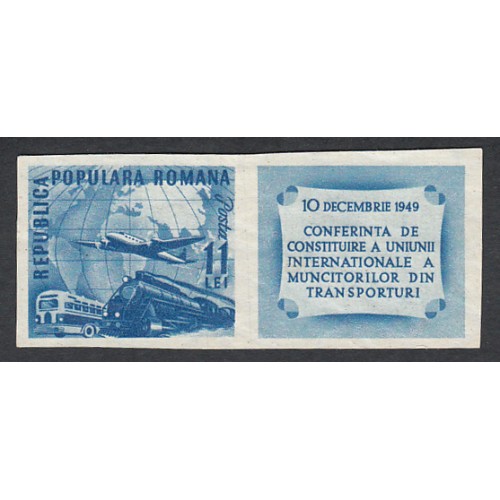 REPUBLICA
POPULARA ROMANA
Posta
11
LEI
10 DECEMBRIE 1949
CONFERINTA DE
CONSTITUIRE A UNIUNII
INTERNATIONALE A
MUNCITORILOR DIN
TRANSPORTURI